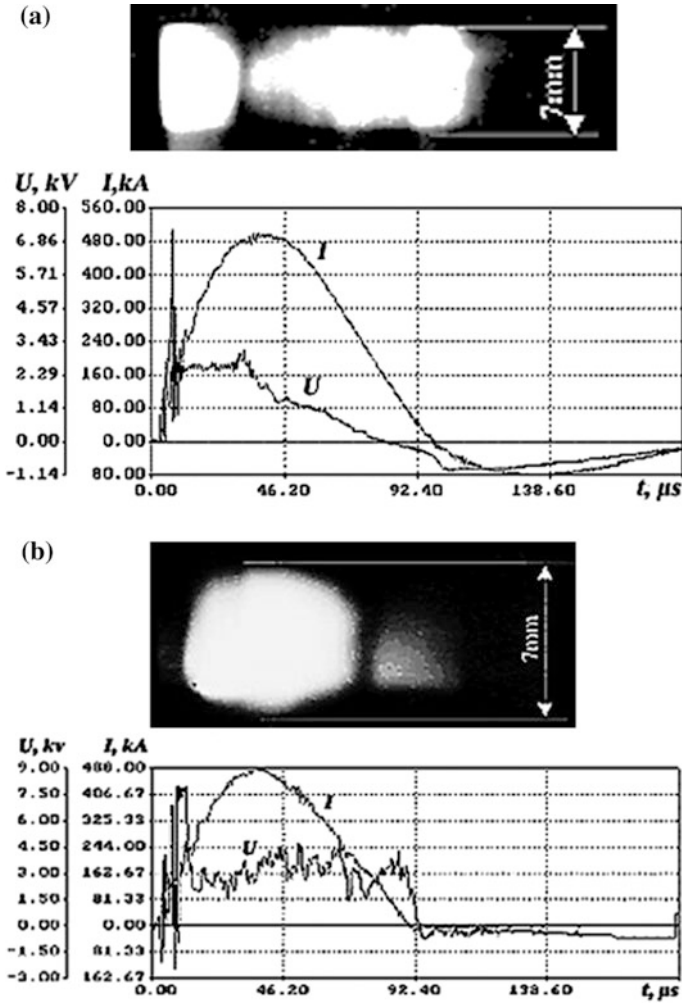 (a)
7mm
U, kV I,kA
8.00 560.00
6.86 480.00
5.71 400.00
4.57 320.00
3.43 240.00
2.29 160.00
1.14 80.00
0.00 0.00
-1.14 80.00
I
U
0.00 46.20 92.40 138.60 t, μs
(b)
7mm
U, kv I, kA
9.00 488.00
7.50 406.67
6.00 325.33
4.50 244.00
3.00 162.67
1.50 81.33
0.00 0.00
-1.50 81.33
-3.00 162.67
I
U
0.00 46.20 92.40 138.60 t, μs